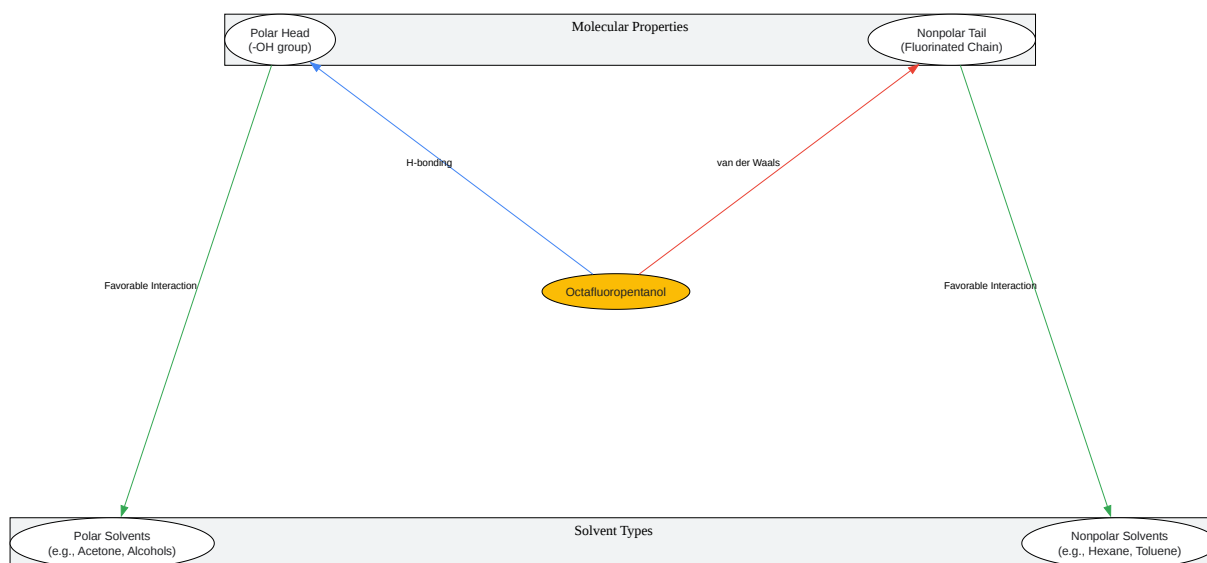 Molecular Properties
Polar Head
(-OH group)
Nonpolar Tail
(Fluorinated Chain)
H-bonding
van der Waals
Favorable Interaction
Favorable Interaction
Octafluoropentanol
Solvent Types
Polar Solvents
(e.g., Acetone, Alcohols)
Nonpolar Solvents
(e.g., Hexane, Toluene)